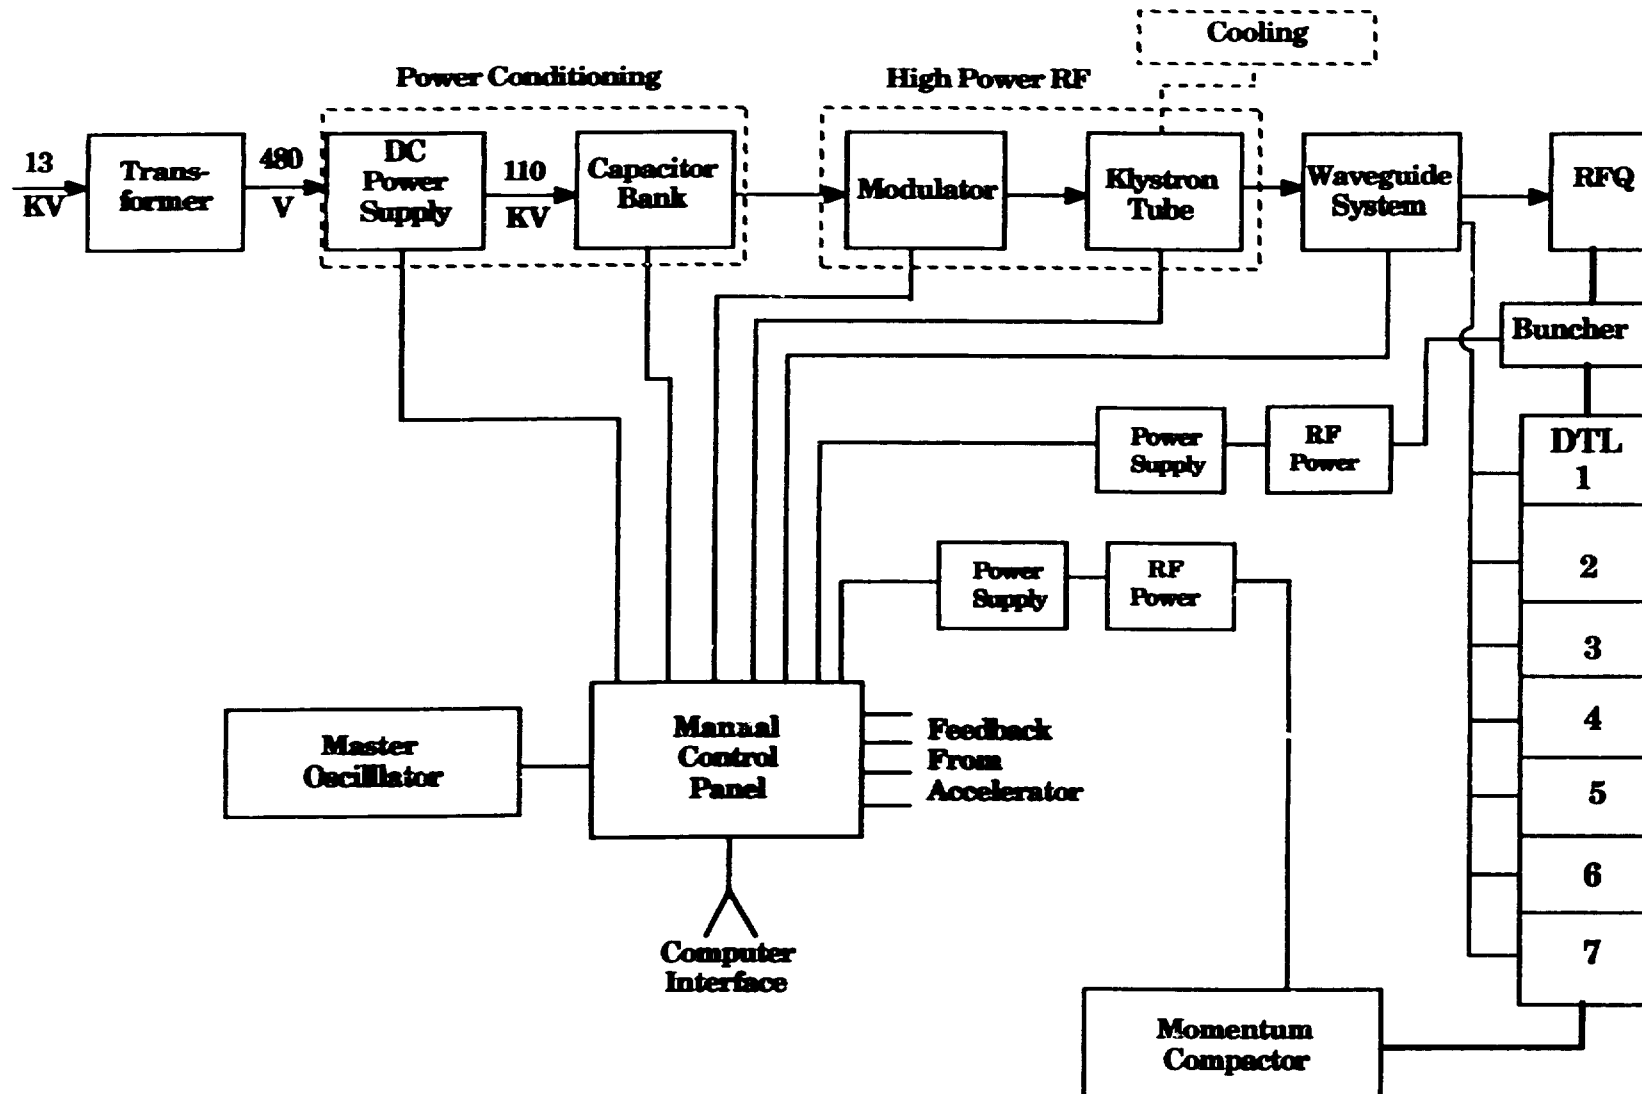 Cooling
Power Conditioning
High Power RF
13
KV
Trans-
former
480
V
DC
Power
Supply
110
KV
Capacitor
Bank
Modulator
Klystron
Tube
Waveguide
System
RFQ
Buncher
Power
Supply
RF
Power
DTL
1
2
3
4
5
6
7
Power
Supply
RF
Power
Master
Oscilllator
Manual
Control
Panel
Feedback
From
Accelerator
Computer
Interface
Momentum
Compactor